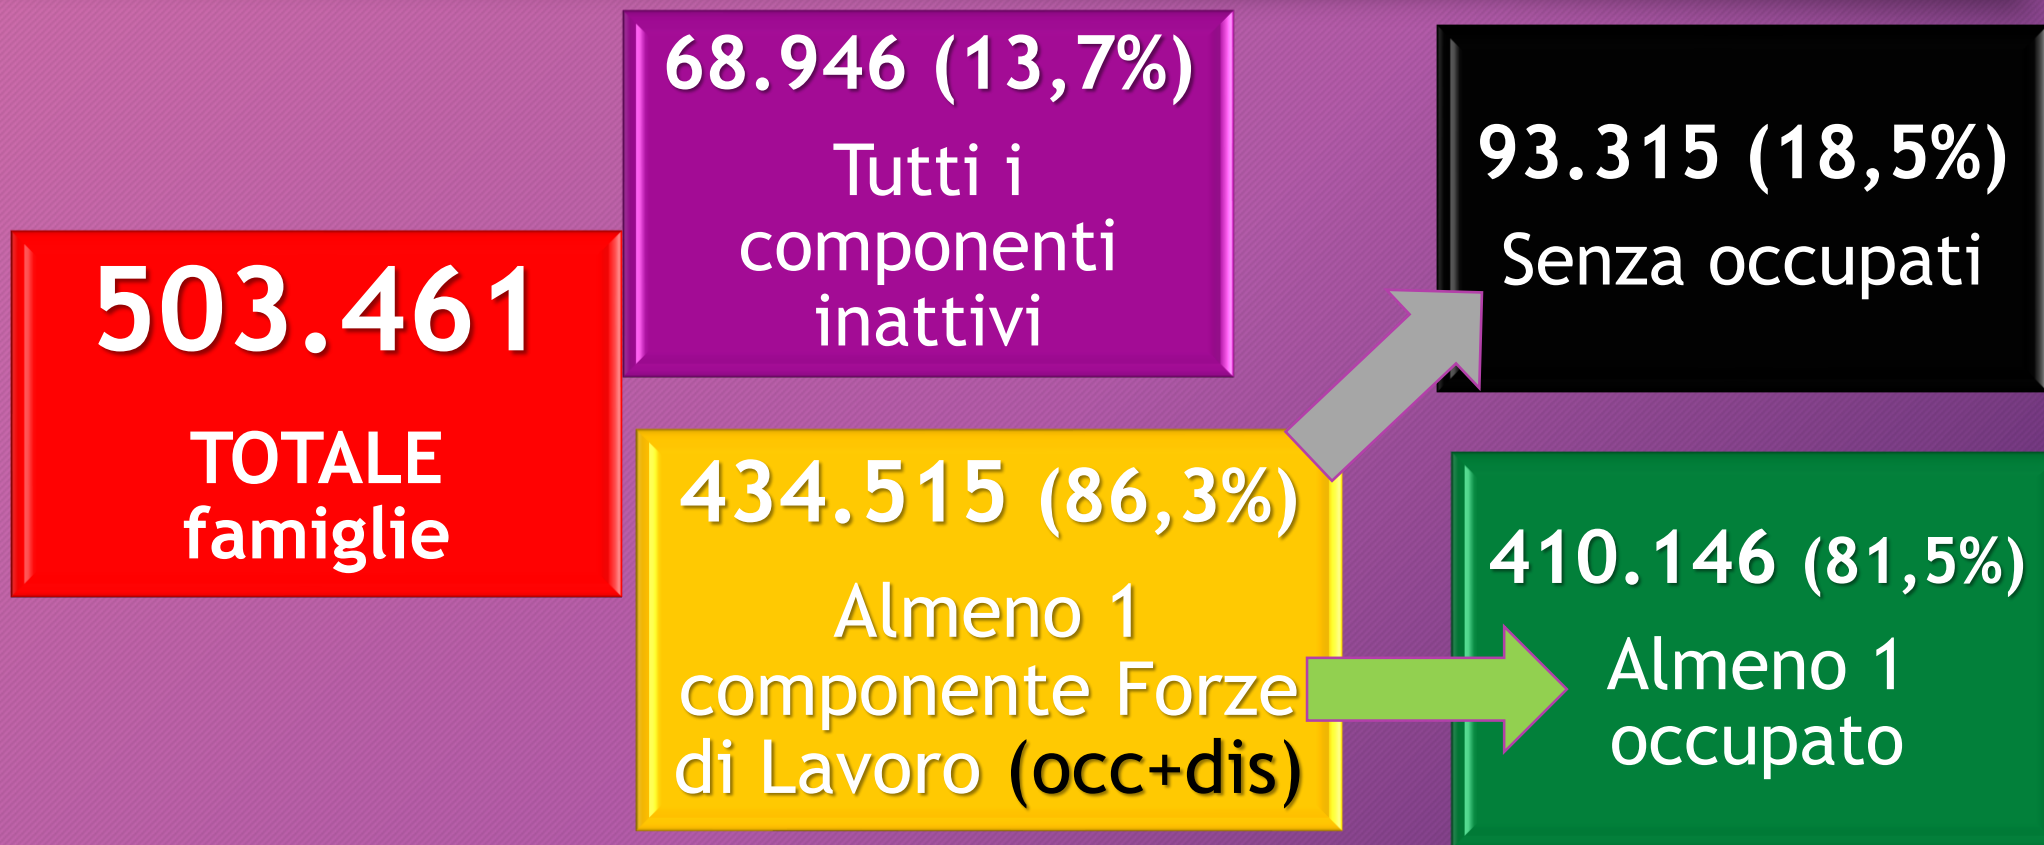 503.461
TOTALE
famiglie
68.946 (13,7%)
Tutti i
componenti
inattivi
434.515 (86,3%)
Almeno 1
componente Forze
di Lavoro (occ+dis)
93.315 (18,5%)
Senza occupati
410.146 (81,5%)
Almeno 1
occupato